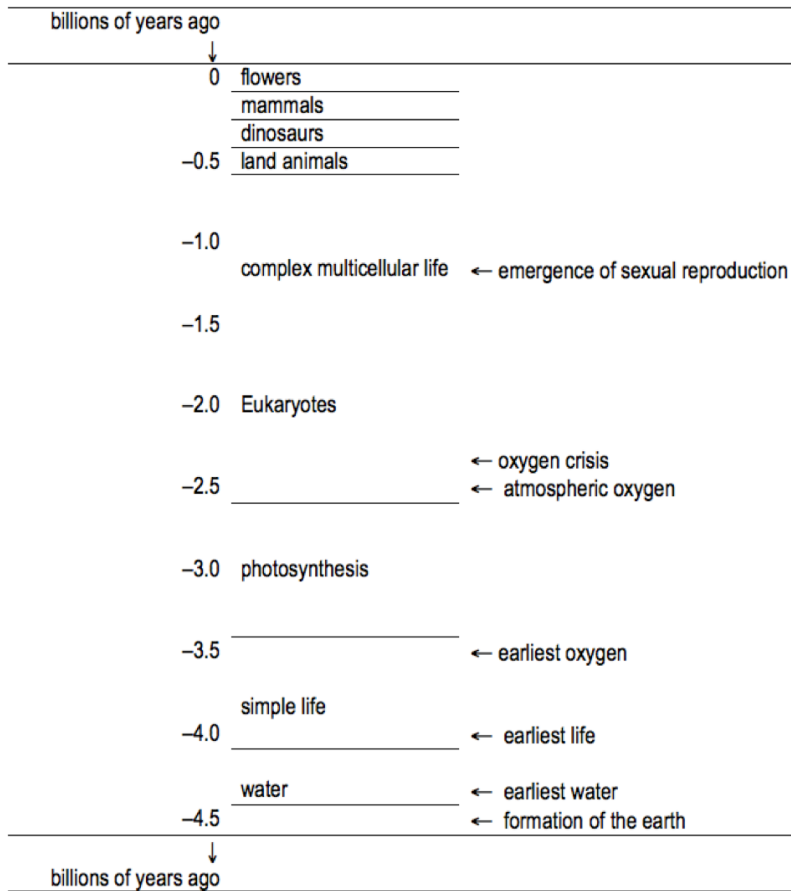 billions of years ago
↓
0 flowers
mammals
dinosaurs
–0.5 land animals
–1.0
complex multicellular life ← emergence of sexual reproduction
–1.5
–2.0 Eukaryotes
← oxygen crisis
–2.5 ← atmospheric oxygen
–3.0 photosynthesis
–3.5 ← earliest oxygen
simple life
–4.0 ← earliest life
water ← earliest water
–4.5 ← formation of the earth
↓
billions of years ago